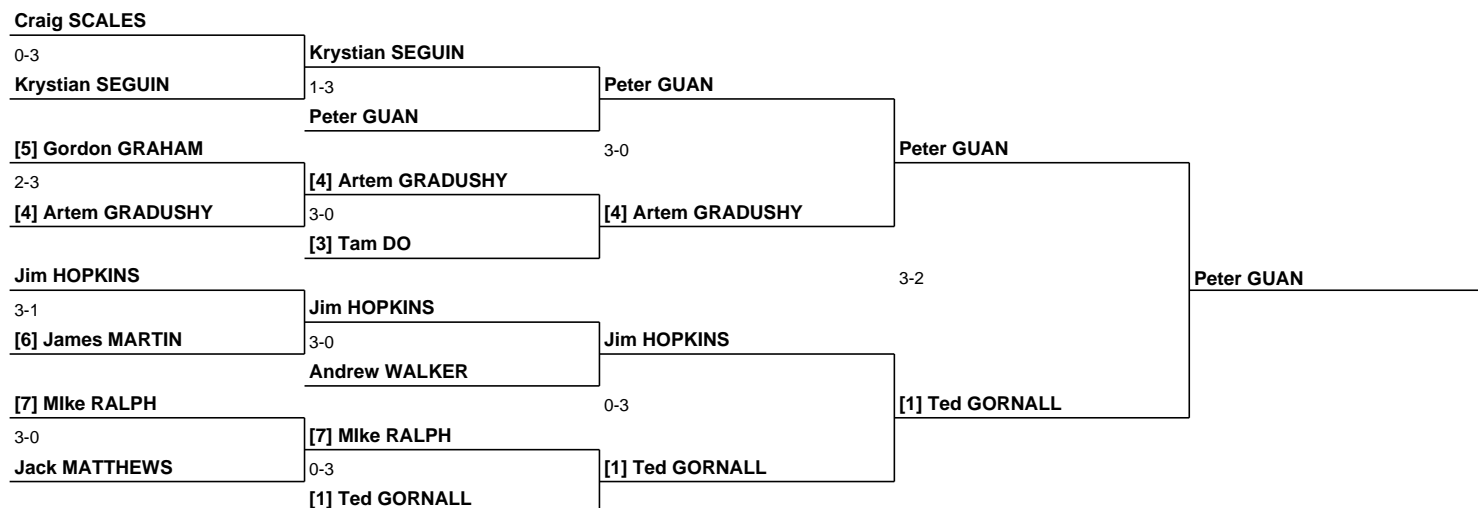 Craig SCALES
0-3
Krystian SEGUIN
Krystian SEGUIN
1-3
Peter GUAN
Peter GUAN
[5] Gordon GRAHAM
3-0
Peter GUAN
2-3
[4] Artem GRADUSHY
[4] Artem GRADUSHY
3-0
[4] Artem GRADUSHY
[3] Tam DO
Jim HOPKINS
3-2
Peter GUAN
3-1
Jim HOPKINS
[6] James MARTIN
3-0
Jim HOPKINS
Andrew WALKER
[7] MIke RALPH
0-3
[1] Ted GORNALL
3-0
[7] MIke RALPH
Jack MATTHEWS
0-3
[1] Ted GORNALL
[1] Ted GORNALL